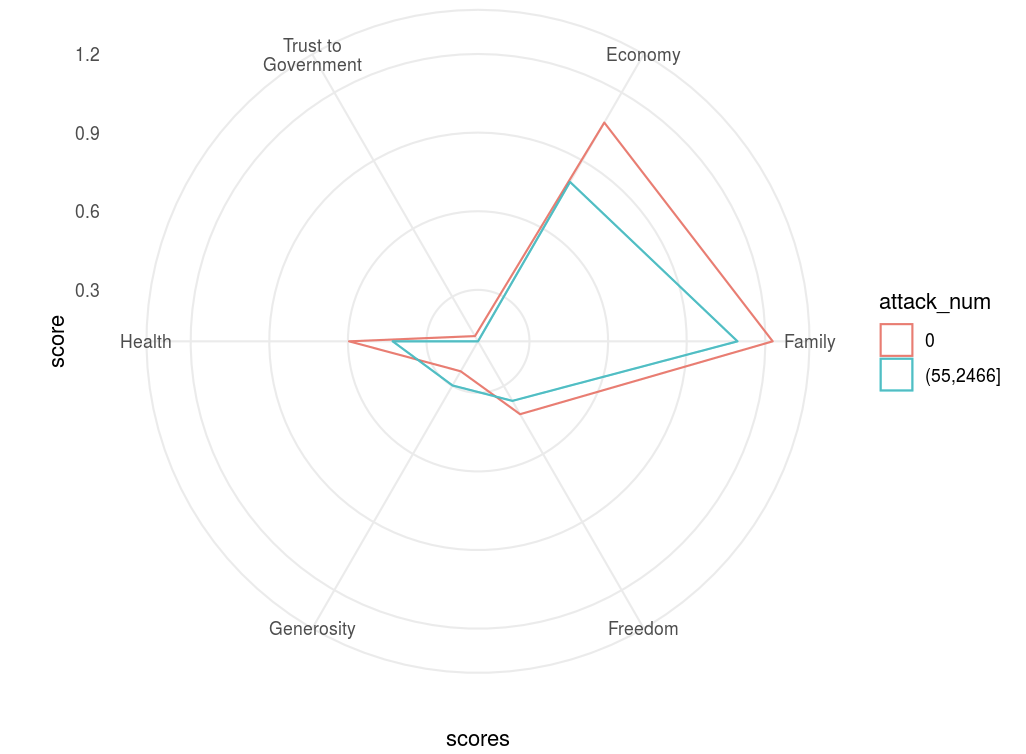 Trust to
Government
Economy
1.2
0.9
0.6
0.3
score
Health
Family
Generosity
Freedom
scores
attack_num
0
(55,2466]